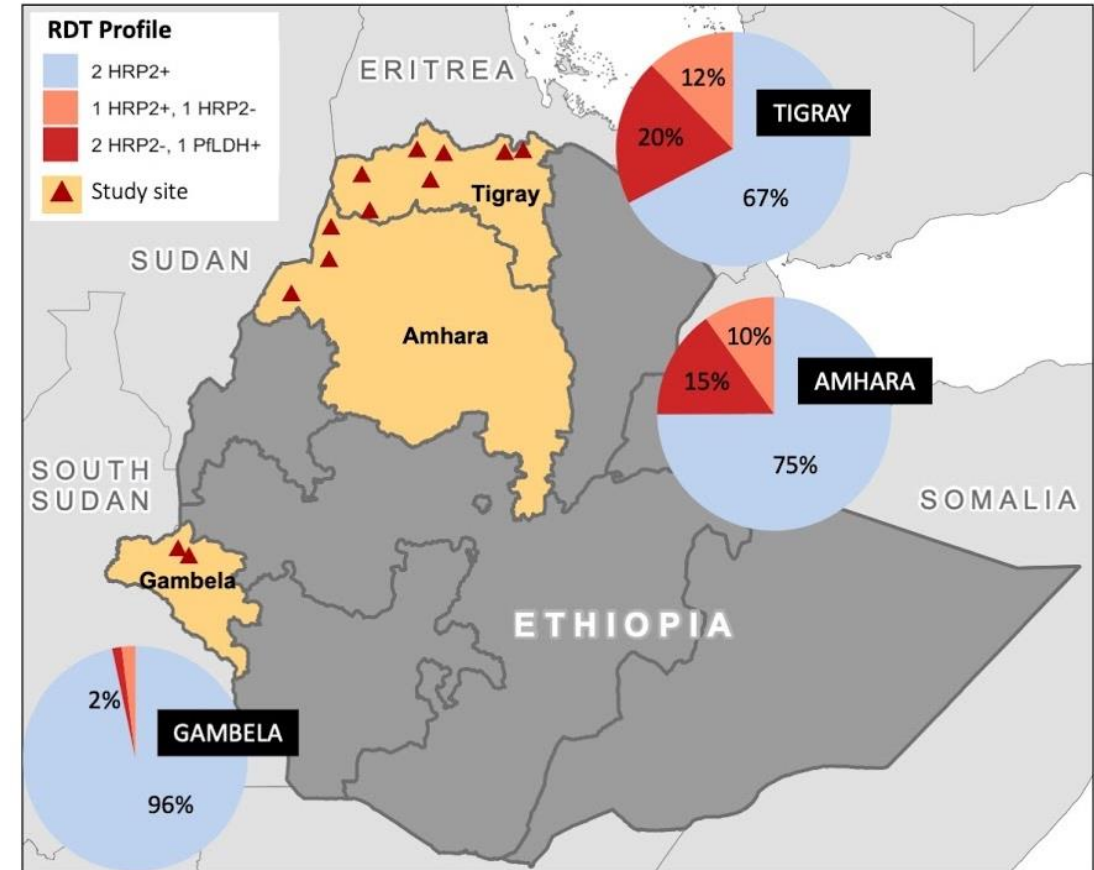 RDT Profile
2 HRP2+
1 HRP2+, 1 HRP2-
2 HRP2-, 1 PfLDH+
Study site
ERITREA
12%
TIGRAY
20%
67%
Tigray
SUDAN
Amhara
10%
15%
AMHARA
75%
SOUTH
SUDAN
SOMALIA
Gambela
ETHIOPIA
2%
GAMBELA
96%